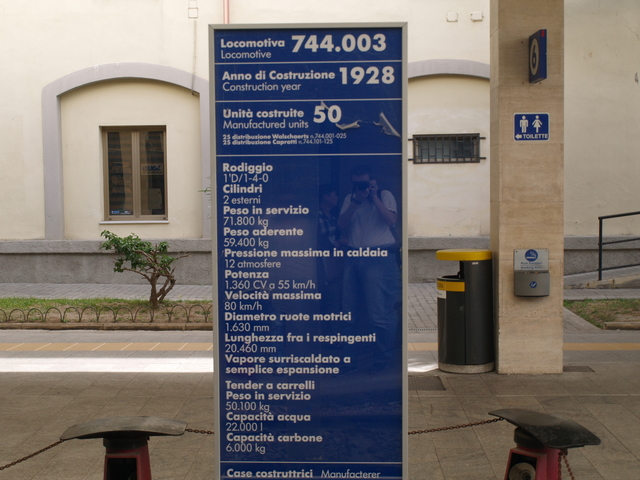 Locomotiva 744.003
Locomotive
Anno di Costruzione 1928
Construction year
Unità costruite 50
Manufactured units
25 distribuzione Walschaerts n.744.001-025
25 distribuzione Caprotti n.744.101-125
Rodiggio
1'D/1-4-0
Cilindri
2 esterni
Peso in servizio
71.800 kg
Peso aderente
59.400 kg
Pressione massima in caldaia
12 atmosfere
Potenza
1.360 CV a 55 km/h
Velocità massima
80 km/h
Diametro ruote motrici
1.630 mm
Lunghezza fra i respingenti
20.460 mm
Vapore surriscaldato a
semplice espansione
Tender a carrelli
Peso in servizio
50.100 kg
Capacità acqua
22.000 l
Capacità carbone
6.000 kg
Case costruttrici Manufacterer
6
TOILETTE